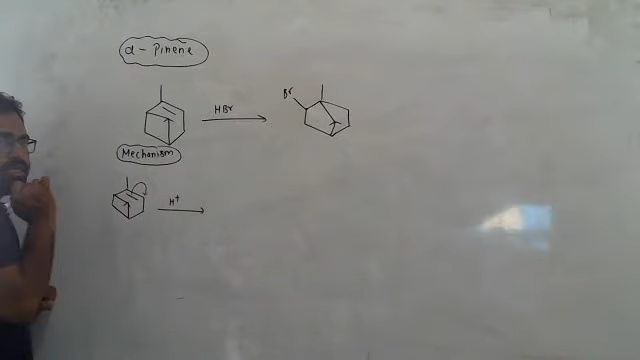 α - Pinene
HBr
Br
Mechanism
H+